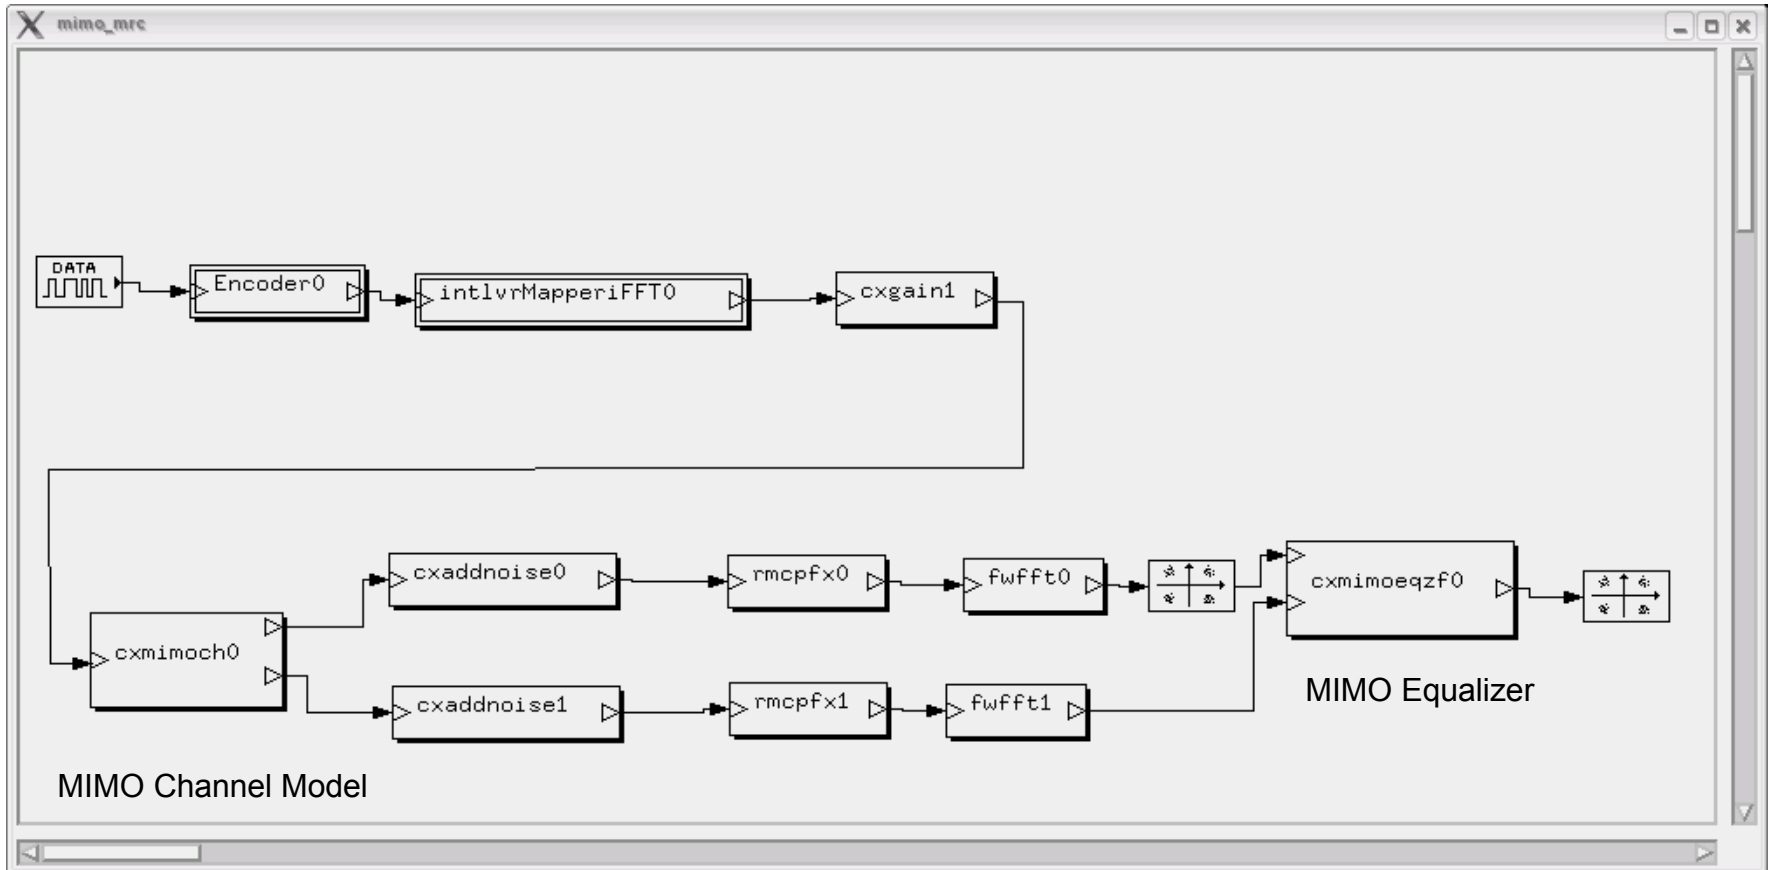 mimo_mrc
DATA
Encoder0
intlvrMapperiFFT0
cxgain1
cxaddnoise0
rmcpfx0
fwfft0
cxmimoeqzf0
cxmimoch0
cxaddnoise1
rmcpfx1
fwfft1
MIMO Equalizer
MIMO Channel Model